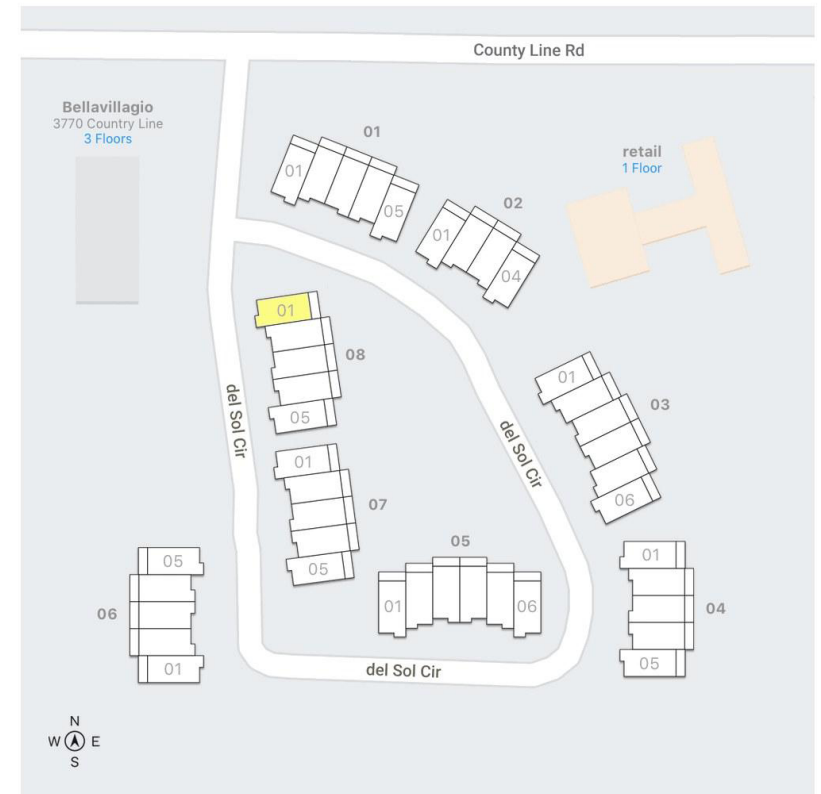 County Line Rd
Bellavillagio
3770 Country Line
3 Floors
01
01
05
retail
1 Floor
02
01
04
01
08
05
01
03
06
del Sol Cir
del Sol Cir
01
07
05
05
01
06
05
06
01
01
04
05
del Sol Cir
N
W E
S